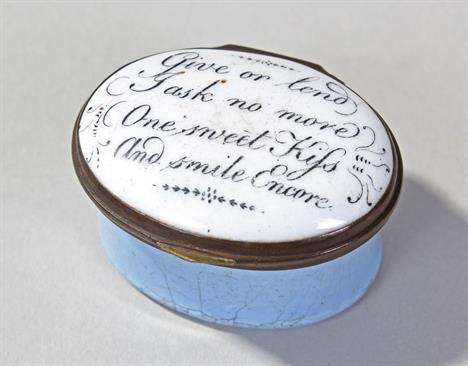 Give or lend
I ask no more
One sweet Kiſs
And smile Encore.